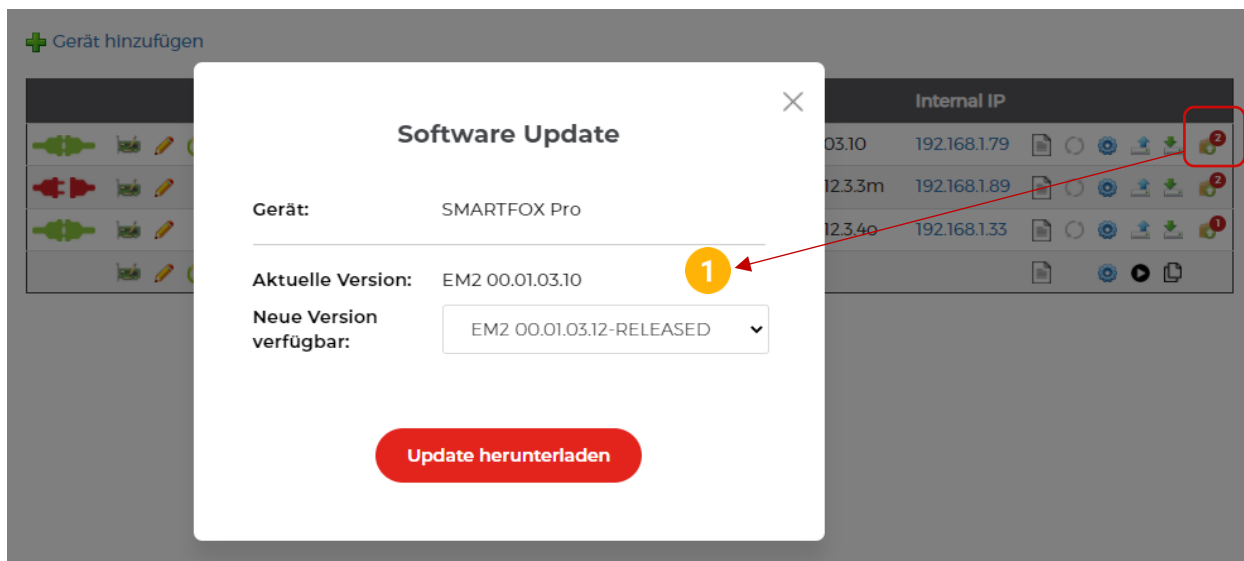 Gerät hinzufügen
Internal IP
03.10 192.168.1.79 2
12.3.3m 192.168.1.89 2
12.3.4o 192.168.1.33 1
Software Update
Gerät: SMARTFOX Pro
Aktuelle Version: EM2 00.01.03.10
1
Neue Version
verfügbar:
EM2 00.01.03.12-RELEASED
Update herunterladen